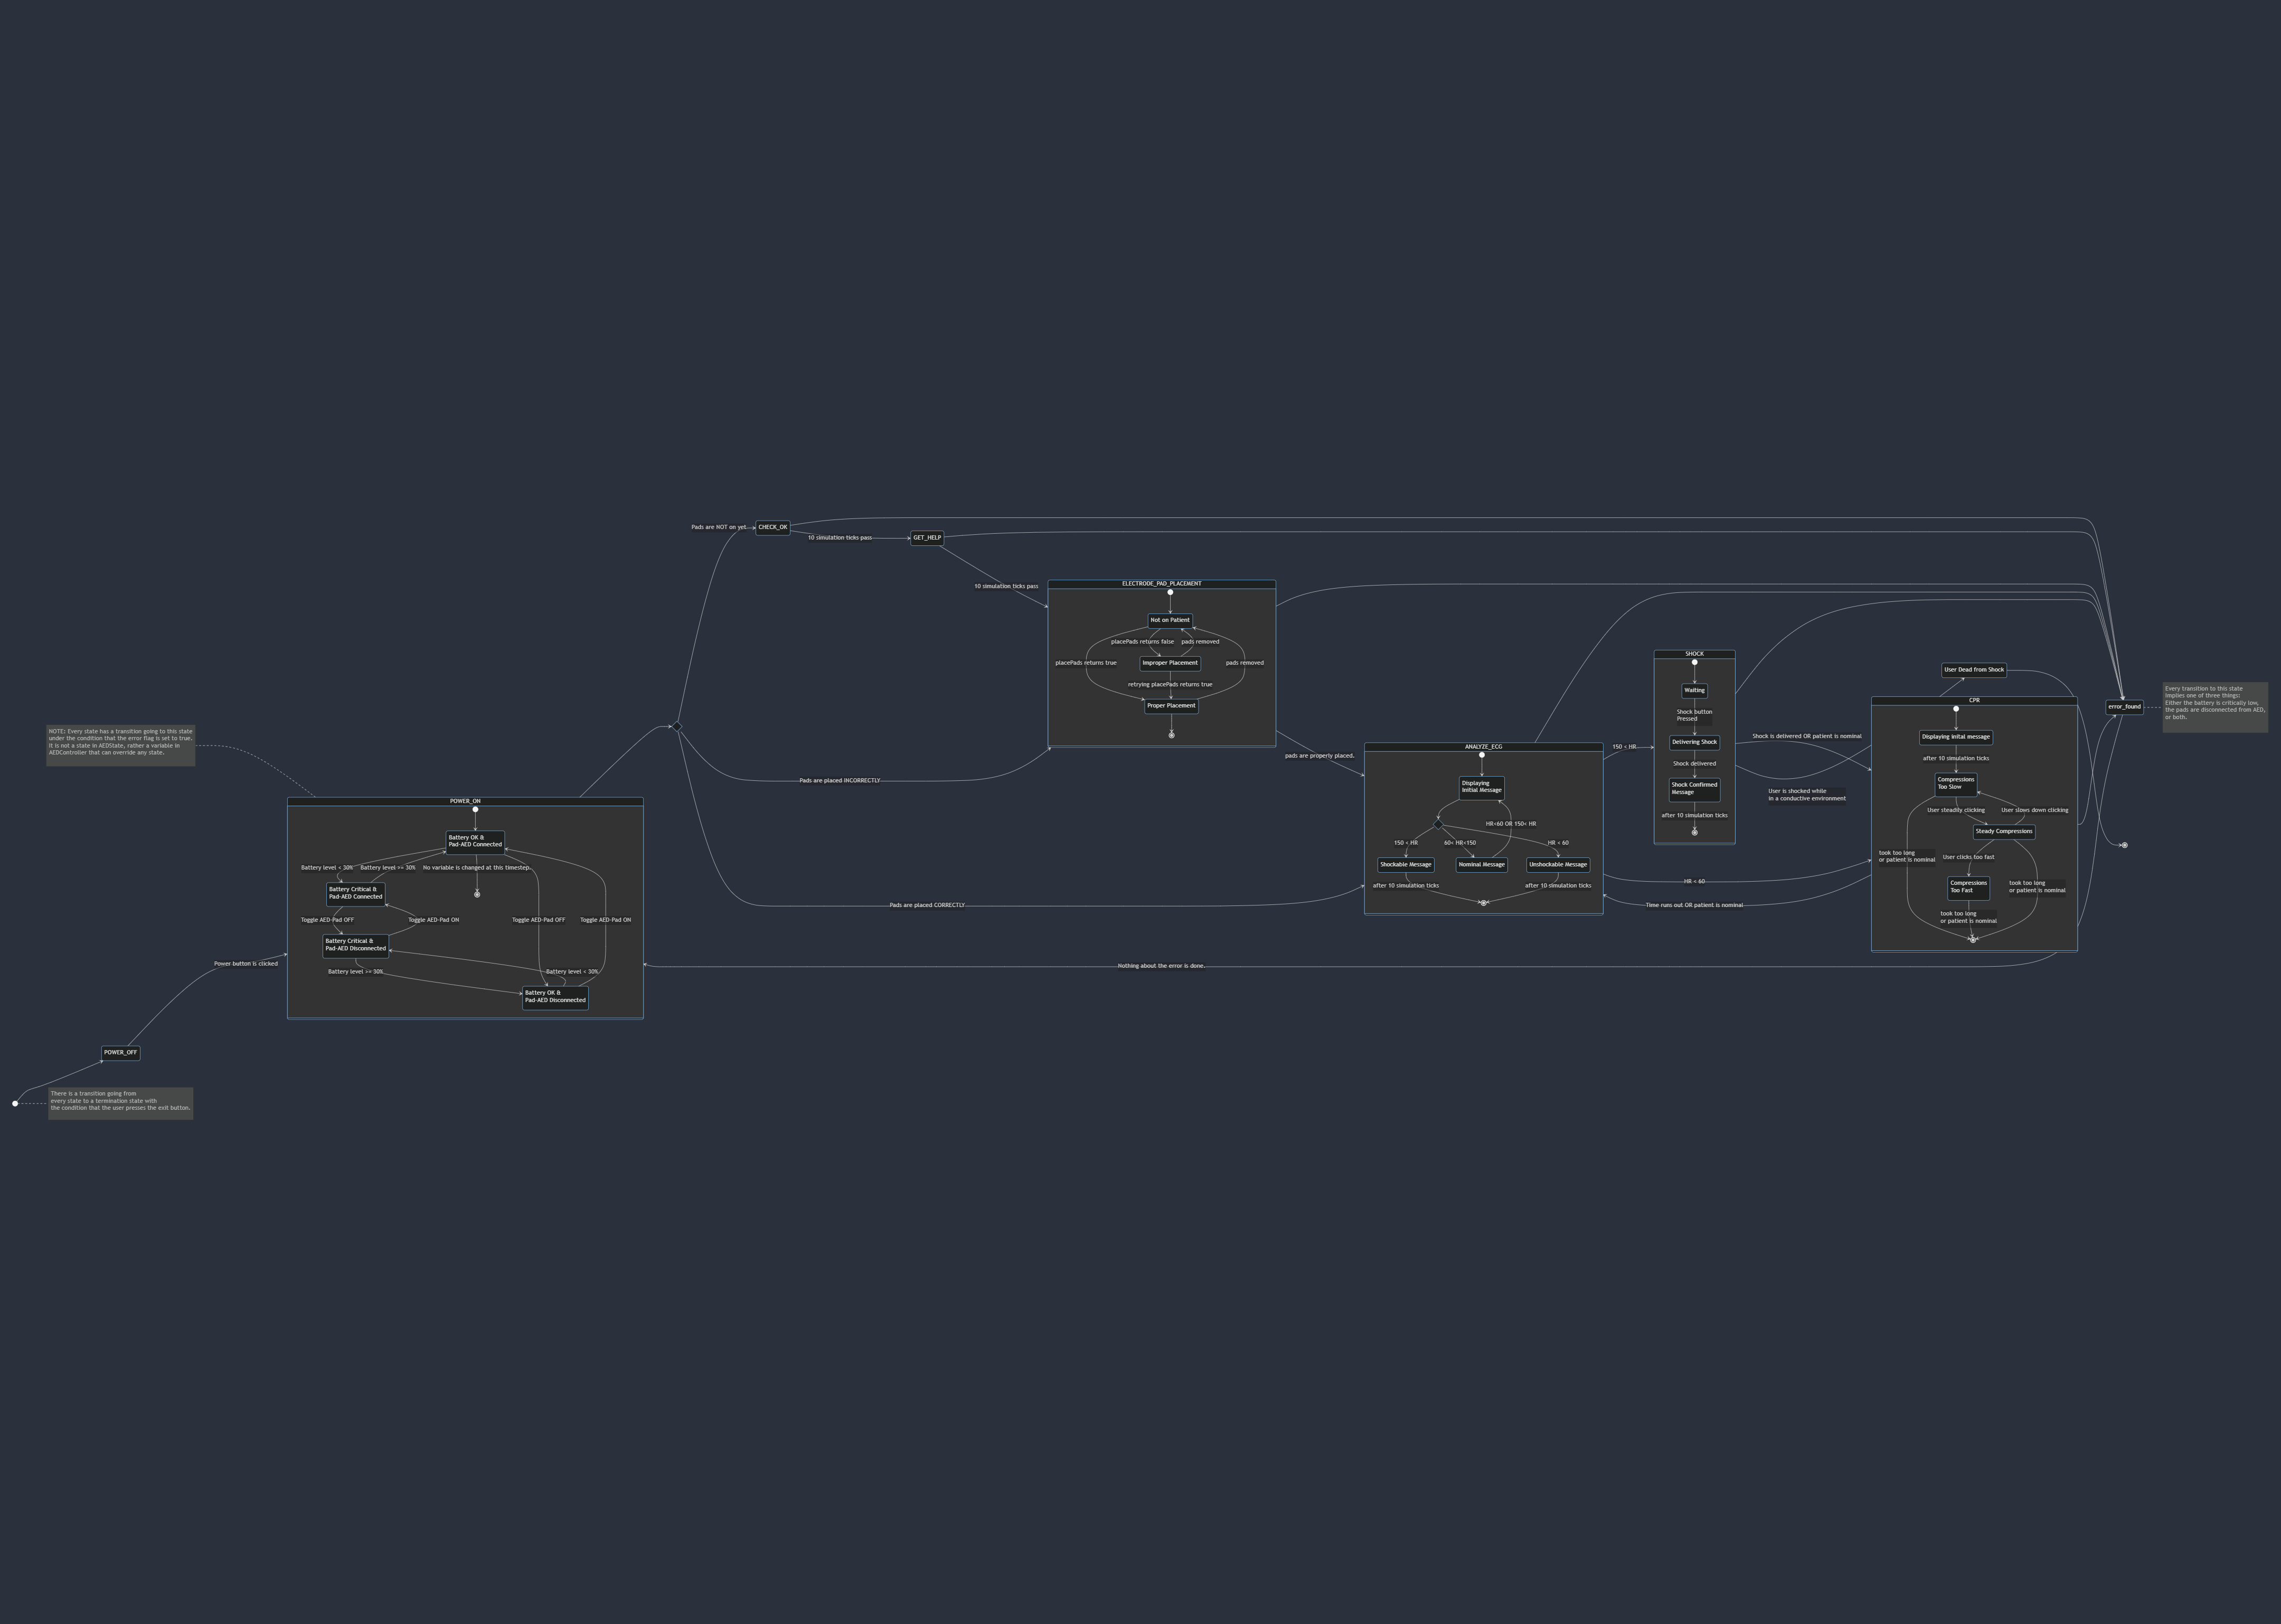 Pads are NOT on yet.
CHECK_OK
10 simulation ticks pass
GET_HELP
10 simulation ticks pass
ELECTRODE_PAD_PLACEMENT
Not on Patient
placePads returns false
pads removed
placePads returns true
Improper Placement
pads removed
retrying placePads returns true
Proper Placement
Pads are placed INCORRECTLY
pads are properly placed.
Pads are placed CORRECTLY
NOTE: Every state has a transition going to this state
under the condition that the error flag is set to true.
It is not a state in AEDState, rather a variable in
AEDController that can override any state.
POWER_ON
Battery OK &
Pad-AED Connected
Battery level < 30%
Battery level >= 30%
No variable is changed at this timestep.
Battery Critical &
Pad-AED Connected
Toggle AED-Pad OFF
Toggle AED-Pad ON
Toggle AED-Pad OFF
Toggle AED-Pad ON
Battery Critical &
Pad-AED Disconnected
Battery level >= 30%
Battery level < 30%
Battery OK &
Pad-AED Disconnected
Power button is clicked
POWER_OFF
There is a transition going from
every state to a termination state with
the condition that the user presses the exit button.
ANALYZE_ECG
Displaying
Initial Message
HR<60 OR 150< HR
150 < HR
60< HR<150
HR < 60
Shockable Message
Nominal Message
Unshockable Message
after 10 simulation ticks
after 10 simulation ticks
150 < HR
SHOCK
Waiting
Shock button
Pressed
Delivering Shock
Shock delivered
Shock Confirmed
Message
after 10 simulation ticks
Shock is delivered OR patient is nominal
User is shocked while
in a conductive environment
HR < 60
Time runs out OR patient is nominal
Nothing about the error is done.
User Dead from Shock
CPR
Displaying inital message
after 10 simulation ticks
Compressions
Too Slow
User steadily clicking
User slows down clicking
Steady Compressions
took too long
or patient is nominal
User clicks too fast
Compressions
Too Fast
took too long
or patient is nominal
took too long
or patient is nominal
error_found
Every transition to this state
implies one of three things:
Either the battery is critically low,
the pads are disconnected from AED,
or both.